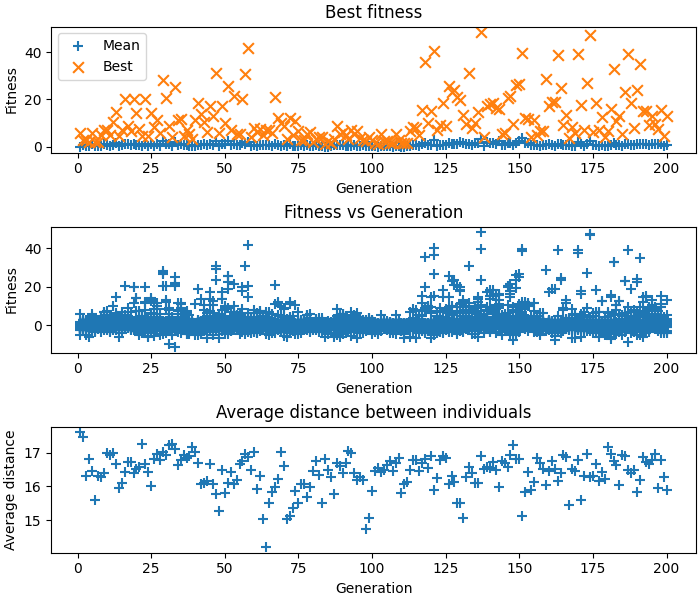 Best fitness
Fitness
40
20
0
Mean
Best
0 25 50 75 100 125 150 175 200
Generation
Fitness vs Generation
Fitness
40
20
0
0 25 50 75 100 125 150 175 200
Generation
Average distance between individuals
Average distance
17
16
15
0 25 50 75 100 125 150 175 200
Generation